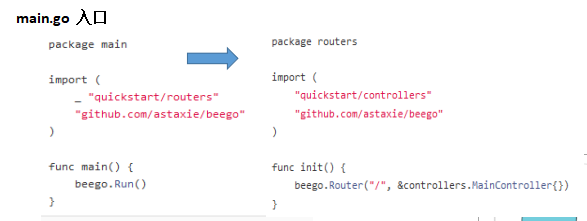 main.go 入口
package main
import (
_ "quickstart/routers"
"github.com/astaxie/beego"
)
func main() {
beego.Run()
}
package routers
import (
"quickstart/controllers"
"github.com/astaxie/beego"
)
func init() {
beego.Router("/", &controllers.MainController{})
}